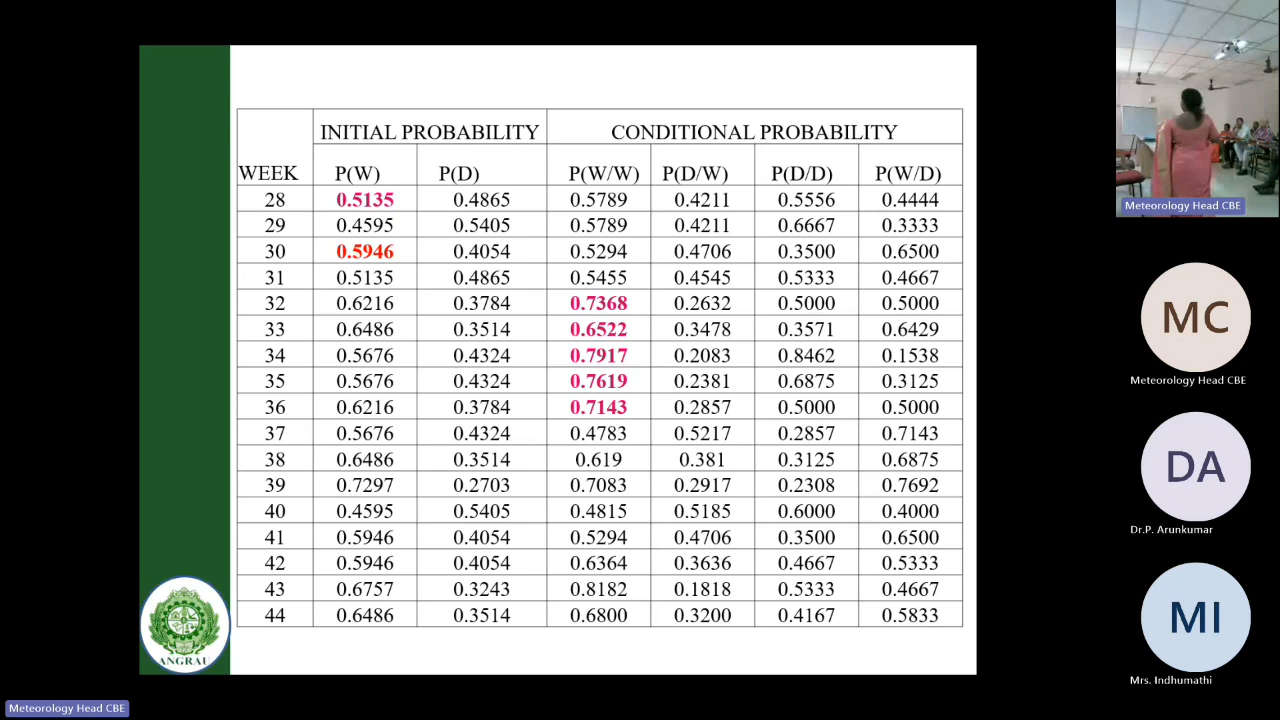 INITIAL PROBABILITY CONDITIONAL PROBABILITY
WEEK P(W) P(D) P(W/W) P(D/W) P(D/D) P(W/D)
28 0.5135 0.4865 0.5789 0.4211 0.5556 0.4444
29 0.4595 0.5405 0.5789 0.4211 0.6667 0.3333
30 0.5946 0.4054 0.5294 0.4706 0.3500 0.6500
31 0.5135 0.4865 0.5455 0.4545 0.5333 0.4667
32 0.6216 0.3784 0.7368 0.2632 0.5000 0.5000
33 0.6486 0.3514 0.6522 0.3478 0.3571 0.6429
34 0.5676 0.4324 0.7917 0.2083 0.8462 0.1538
35 0.5676 0.4324 0.7619 0.2381 0.6875 0.3125
36 0.6216 0.3784 0.7143 0.2857 0.5000 0.5000
37 0.5676 0.4324 0.4783 0.5217 0.2857 0.7143
38 0.6486 0.3514 0.619 0.381 0.3125 0.6875
39 0.7297 0.2703 0.7083 0.2917 0.2308 0.7692
40 0.4595 0.5405 0.4815 0.5185 0.6000 0.4000
41 0.5946 0.4054 0.5294 0.4706 0.3500 0.6500
42 0.5946 0.4054 0.6364 0.3636 0.4667 0.5333
43 0.6757 0.3243 0.8182 0.1818 0.5333 0.4667
44 0.6486 0.3514 0.6800 0.3200 0.4167 0.5833
ANGRAU
Meteorology Head CBE
Meteorology Head CBE
MC
Meteorology Head CBE
DA
Dr.P. Arunkumar
MI
Mrs. Indhumathi